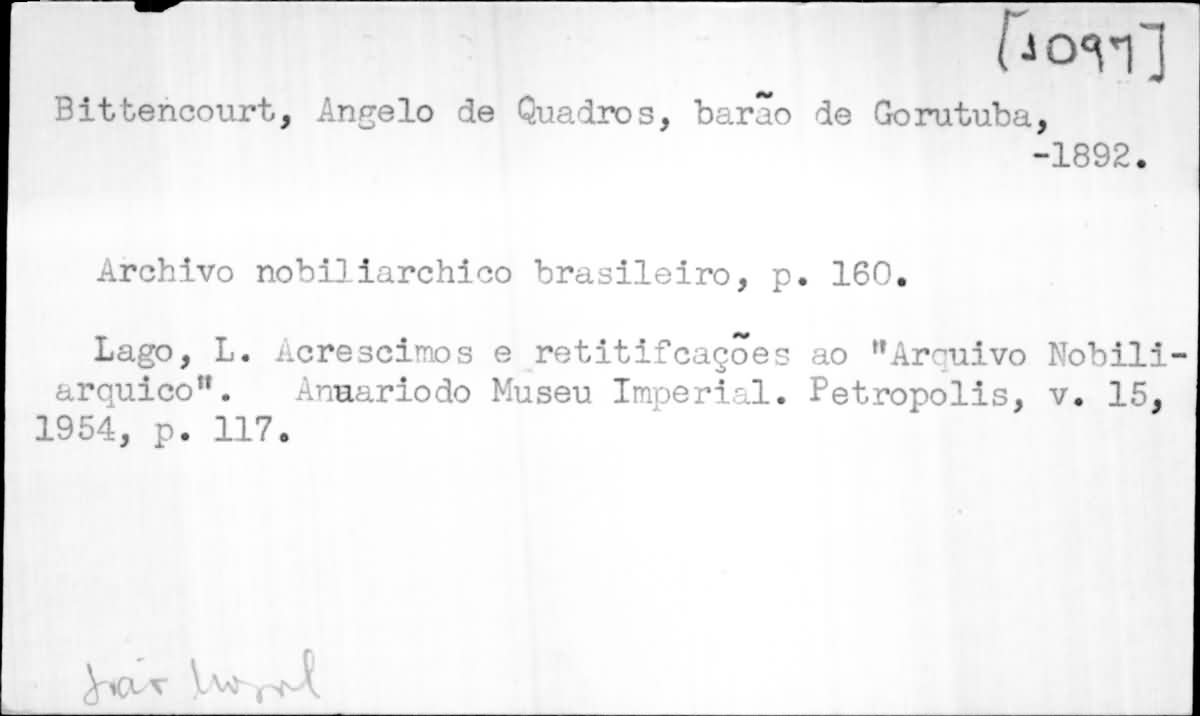 [1097]
Bittencourt, Angelo de Quadros, barão de Gorutuba,
-1892.
Archivo nobiliarchico brasileiro, p. 160.
Lago, L. Acrescimos e retitifcações ao "Arquivo Nobili-
arquico". Anuariodo Museu Imperial. Petropolis, v. 15,
1954, p. 117.